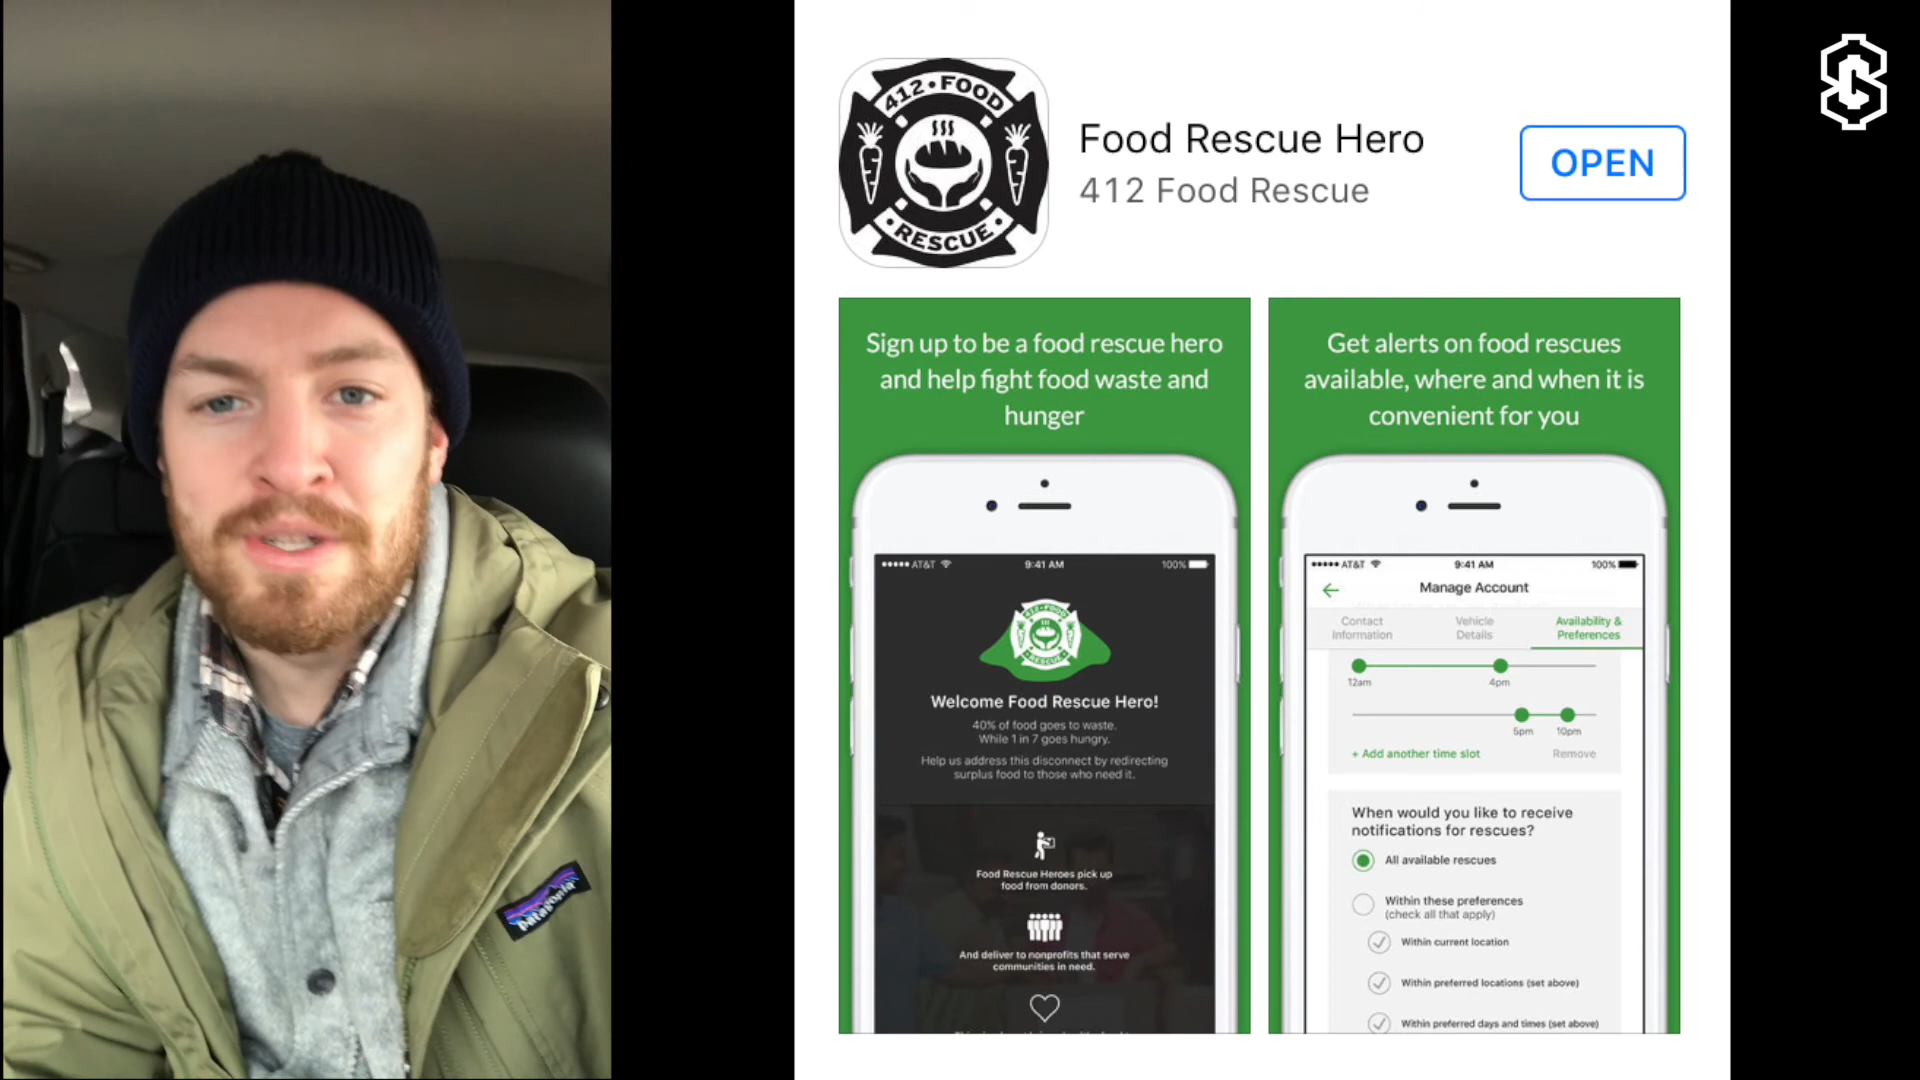 patagonia
412•FOOD
RESCUE
Food Rescue Hero
412 Food Rescue
OPEN
Sign up to be a food rescue hero
and help fight food waste and
hunger
AT&T 9:41 AM 100%
412•FOOD
RESCUE
Welcome Food Rescue Hero!
40% of food goes to waste.
While 1 in 7 goes hungry.
Help us address this disconnect by redirecting
surplus food to those who need it.
Food Rescue Heroes pick up
food from donors.
And deliver to nonprofits that serve
communities in need.
Get alerts on food rescues
available, where and when it is
convenient for you
AT&T 9:41 AM 100%
Manage Account
Contact
Information
Vehicle
Details
Availability &
Preferences
12am 4pm
5pm 10pm
+ Add another time slot Remove
When would you like to receive
notifications for rescues?
All available rescues
Within these preferences
(check all that apply)
Within current location
Within preferred locations (set above)
Within preferred days and times (set above)